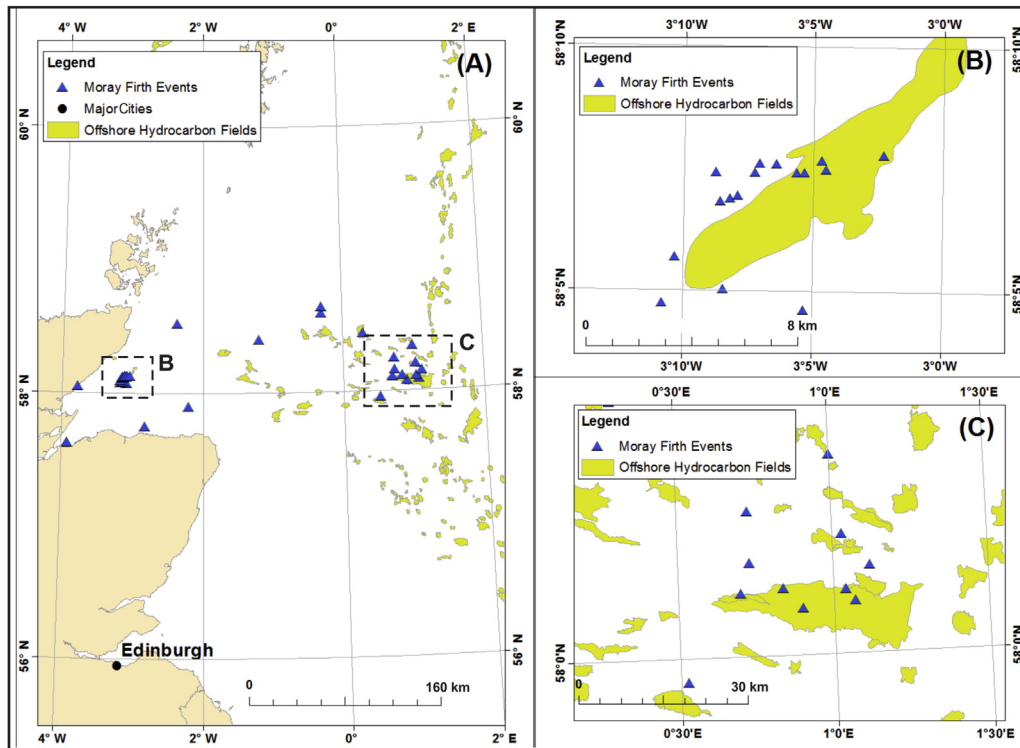 4° W
2° W
0°
2° E
(A)
Legend
Moray Firth Events
MajorCities
Offshore Hydrocarbon Fields
60° N
60° N
58° N
58° N
56° N
56° N
B
C
Edinburgh
0
160 km
4° W
2° W
0°
2° E
3°10'W
3°5'W
3°0'W
(B)
Legend
Moray Firth Events
Offshore Hydrocarbon Fields
58°10'N
58°10'N
58°5'N
58°5'N
0
8 km
3°10'W
3°5'W
3°0'W
0°30'E
1°0'E
1°30'E
(C)
Legend
Moray Firth Events
Offshore Hydrocarbon Fields
58°0'N
58°0'N
0
30 km
0°30'E
1°0'E
1°30'E